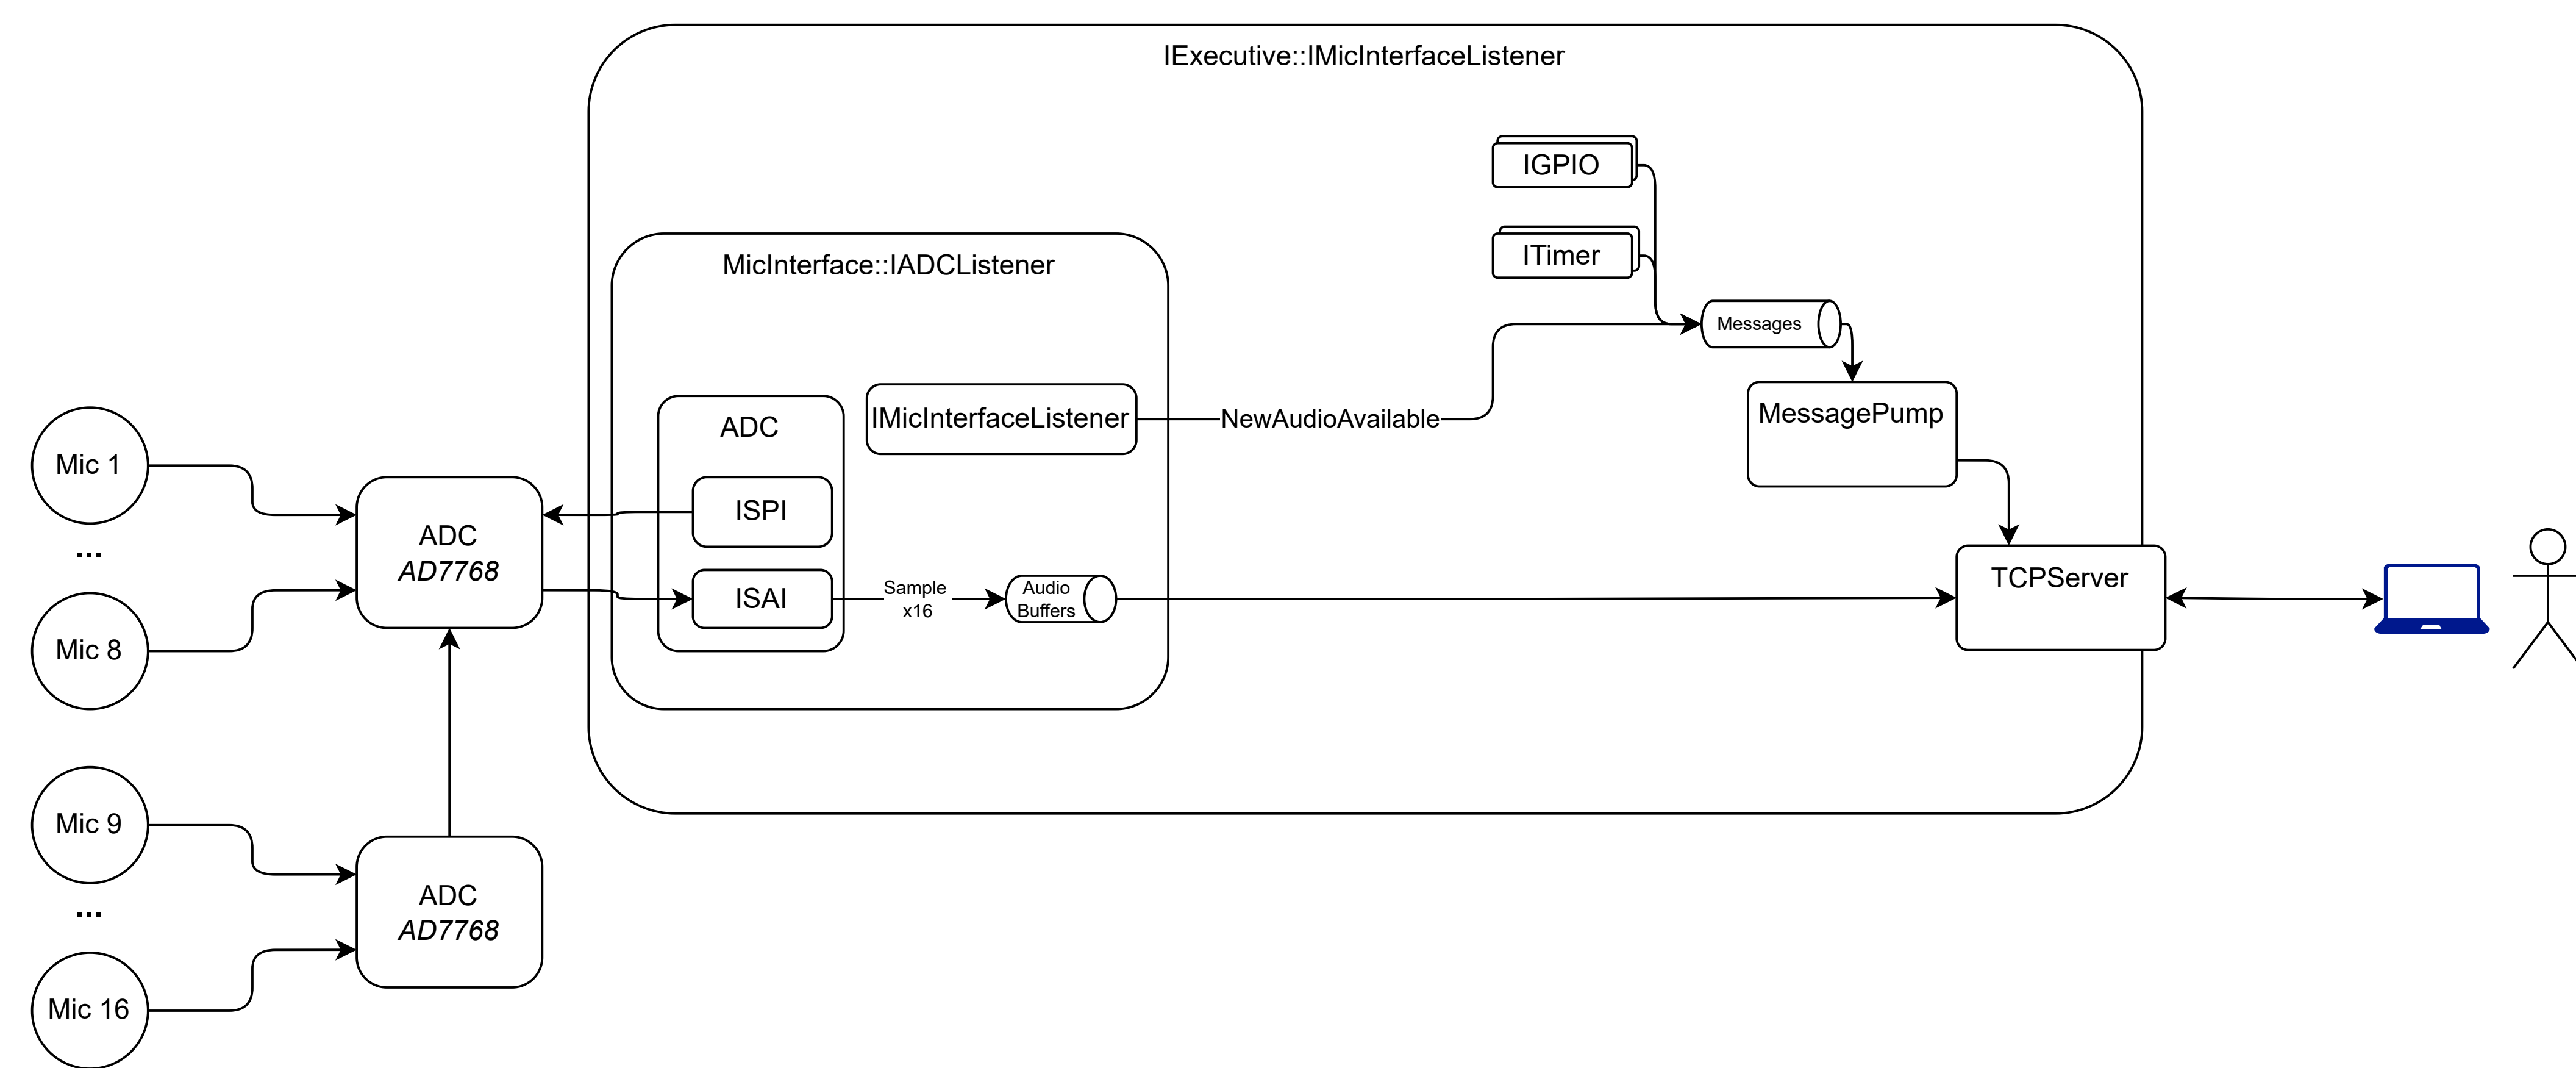 IExecutive::IMicInterfaceListener
IGPIO
MicInterface::IADCListener
ITimer
Messages
IMicInterfaceListener
NewAudioAvailable
MessagePump
ADC
Mic 1
ISPI
ADC
AD7768
...
ISAI
Sample
x16
Audio
Buffers
TCPServer
Mic 8
Mic 9
ADC
AD7768
...
Mic 16